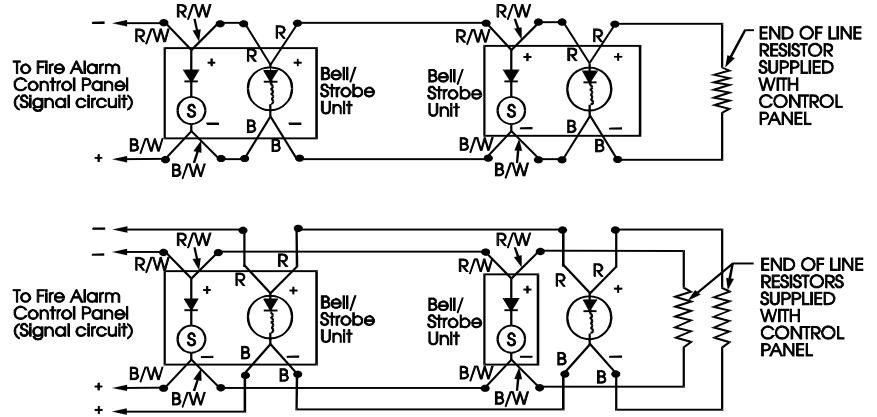 R/W
−
R/W
R
R
+
+
To Fire Alarm
Control Panel
(Signal circuit)
S
Bell/
Strobe
Unit
−
B
−
B/W
B
+
B/W
R/W
R/W
R
R
+
+
Bell/
Strobe
Unit
S
−
B
−
B/W
B
B/W
END OF LINE
RESISTOR
SUPPLIED
WITH
CONTROL
PANEL
−
−
R/W
R/W
R
R
+
+
To Fire Alarm
Control Panel
(Signal circuit)
S
Bell/
Strobe
Unit
−
B
−
B/W
B
+
+
B/W
R/W
R/W
R
R
+
+
Bell/
Strobe
Unit
S
−
B
−
B/W
B
B/W
END OF LINE
RESISTORS
SUPPLIED
WITH
CONTROL
PANEL